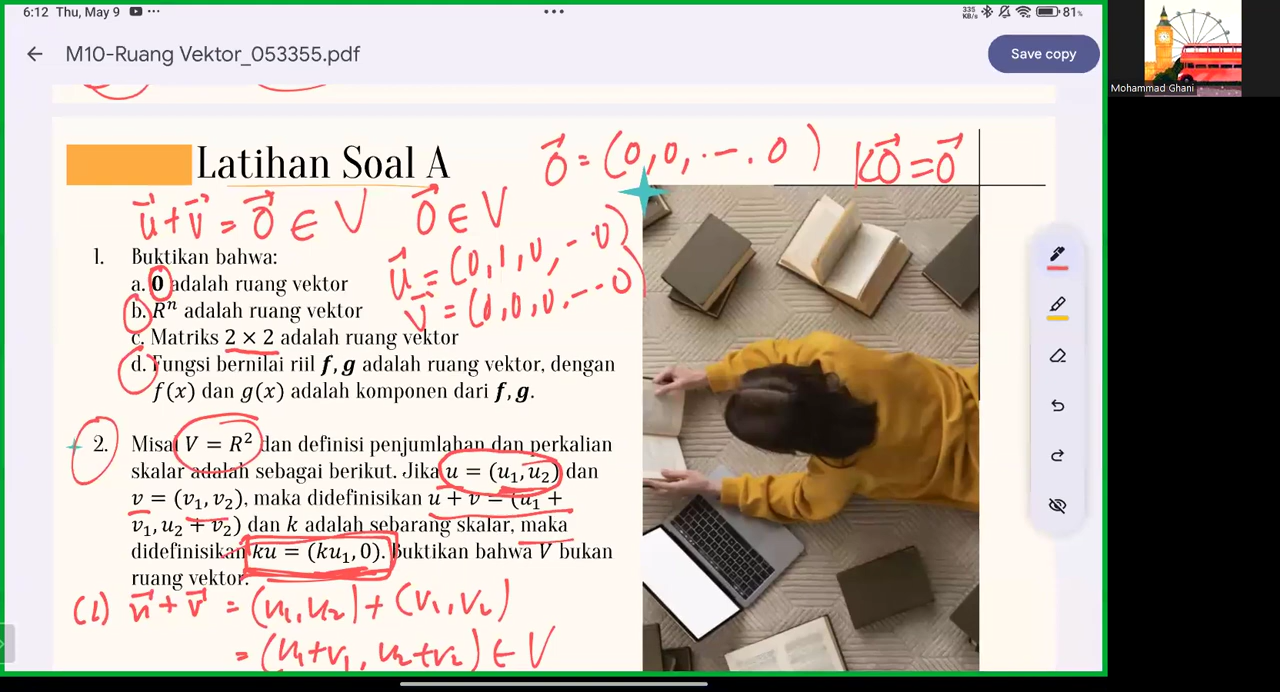 6:12 Thu, May 9
335 KB/s 81%
M10-Ruang Vektor_053355.pdf
Save copy
Mohammad Ghani
Latihan Soal A
0⃗ = (0,0,..-.0)
k0⃗ = 0⃗
u⃗ + v⃗ = 0⃗ ∈ V 0⃗ ∈ V
u⃗ = (0,1,0,-..0)
v⃗ = (0,0,0,-..0)
1. Buktikan bahwa:
a. 0 adalah ruang vektor
b. Rⁿ adalah ruang vektor
c. Matriks 2 × 2 adalah ruang vektor
d. Fungsi bernilai riil f, g adalah ruang vektor, dengan
f(x) dan g(x) adalah komponen dari f, g.
2. Misal V = R² dan definisi penjumlahan dan perkalian
skalar adalah sebagai berikut. Jika u = (u₁, u₂) dan
v = (v₁, v₂), maka didefinisikan u + v = (u₁ +
v₁, u₂ + v₂) dan k adalah sebarang skalar, maka
didefinisikan ku = (ku₁, 0). Buktikan bahwa V bukan
ruang vektor.
(1) u⃗ + v⃗ = (u₁, u₂) + (v₁, v₂)
= (u₁+v₁, u₂+v₂) ∈ V